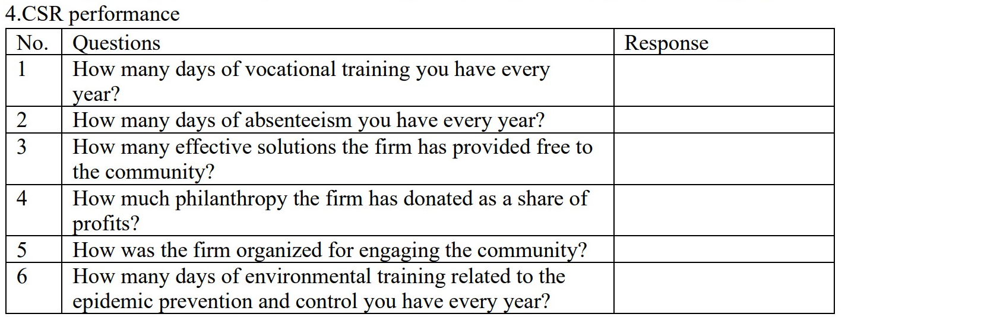 4.CSR performance
No. Questions Response
1 How many days of vocational training you have every
year?
2 How many days of absenteeism you have every year?
3 How many effective solutions the firm has provided free to
the community?
4 How much philanthropy the firm has donated as a share of
profits?
5 How was the firm organized for engaging the community?
6 How many days of environmental training related to the
epidemic prevention and control you have every year?